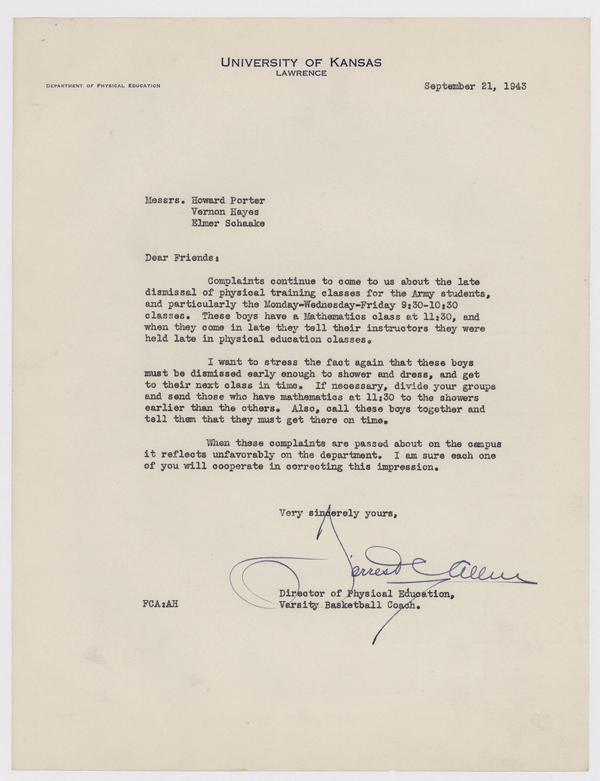 UNIVERSITY OF KANSAS
LAWRENCE
DEPARTMENT OF PHYSICAL EDUCATION
September 21, 1943
Messrs. Howard Porter
Vernon Hayes
Elmer Schaake
Dear Friends:
Complaints continue to come to us about the late
dismissal of physical training classes for the Army students,
and particularly the Monday-Wednesday-Friday 9:30-10:30
classes. These boys have a Mathematics class at 11:30, and
when they come in late they tell their instructors they were
held late in physical education classes.
I want to stress the fact again that these boys
must be dismissed early enough to shower and dress, and get
to their next class in time. If necessary, divide your groups
and send those who have mathematics at 11:30 to the showers
earlier than the others. Also, call these boys together and
tell them that they must get there on time.
When these complaints are passed about on the campus
it reflects unfavorably on the department. I am sure each one
of you will cooperate in correcting this impression.
Very sincerely yours,
Forrest C. Allen
Director of Physical Education,
FCA:AH Varsity Basketball Coach.